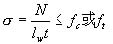 σ = N / (l_w t) ≤ f_c或f_t